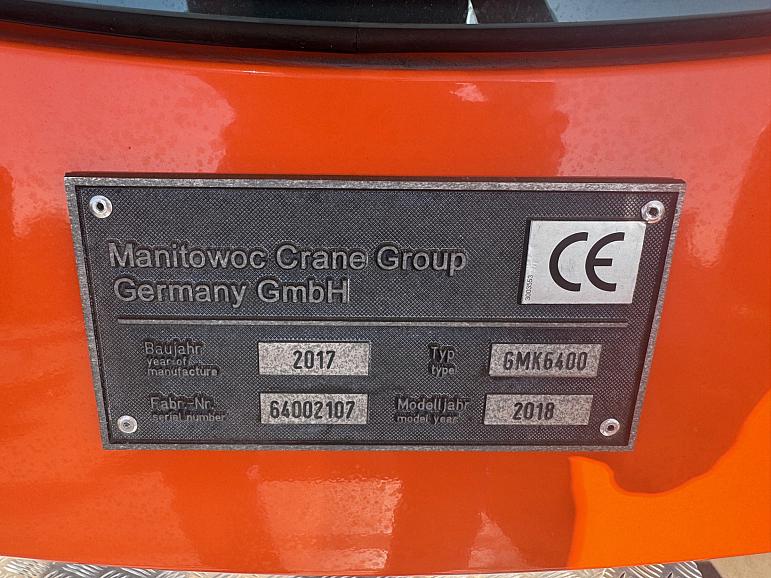 Manitowoc Crane Group
Germany GmbH
CE
3003553
Baujahr
year of
manufacture
2017
Typ
type
GMK6400
Fabr.-Nr.
serial number
64002107
Modelljahr
model year
2018